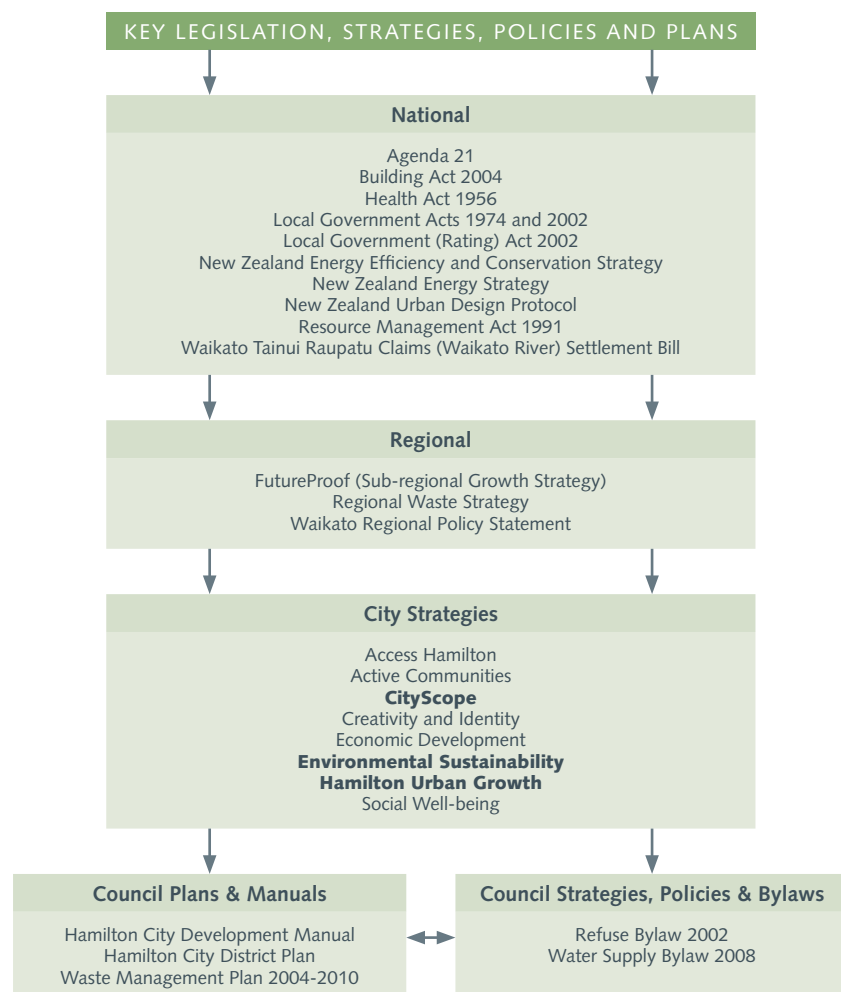 KEY LEGISLATION, STRATEGIES, POLICIES AND PLANS
National
Agenda 21
Building Act 2004
Health Act 1956
Local Government Acts 1974 and 2002
Local Government (Rating) Act 2002
New Zealand Energy Efficiency and Conservation Strategy
New Zealand Energy Strategy
New Zealand Urban Design Protocol
Resource Management Act 1991
Waikato Tainui Raupatu Claims (Waikato River) Settlement Bill
Regional
FutureProof (Sub-regional Growth Strategy)
Regional Waste Strategy
Waikato Regional Policy Statement
City Strategies
Access Hamilton
Active Communities
CityScope
Creativity and Identity
Economic Development
Environmental Sustainability
Hamilton Urban Growth
Social Well-being
Council Plans & Manuals
Hamilton City Development Manual
Hamilton City District Plan
Waste Management Plan 2004-2010
Council Strategies, Policies & Bylaws
Refuse Bylaw 2002
Water Supply Bylaw 2008